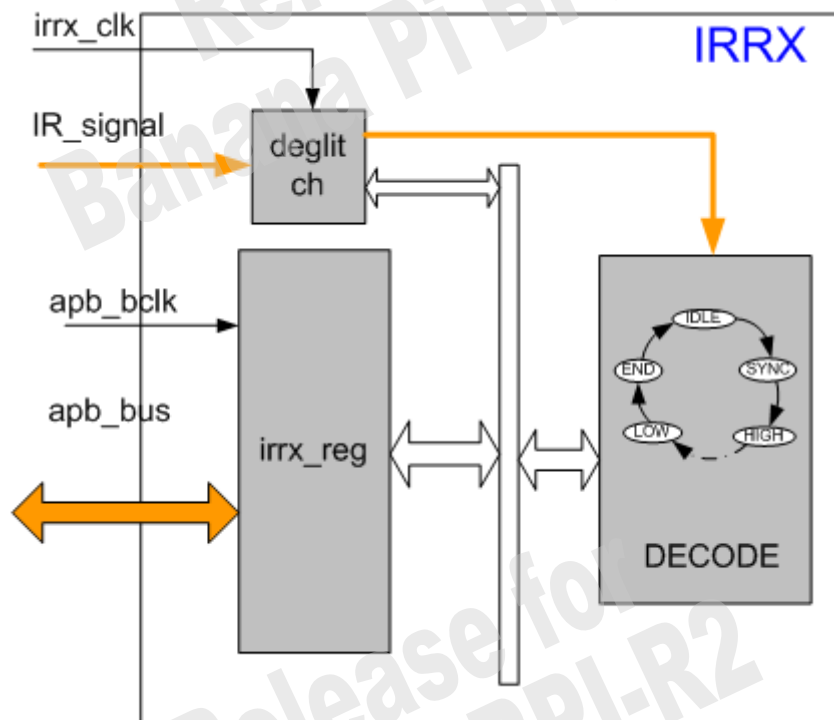 irrx_clk
IRRX
IR_signal
deglit
ch
apb_bclk
apb_bus
irrx_reg
IDLE
SYNC
HIGH
LOW
END
DECODE
Banana Pi
Release for
BPI-R2